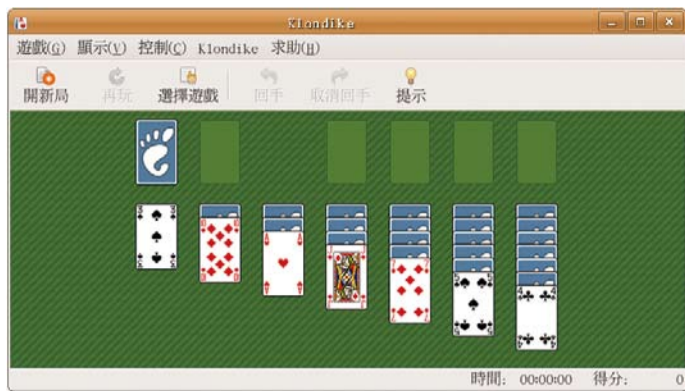 Klondike
遊戲(G) 顯示(V) 控制(C) Klondike 求助(H)
開新局 再玩 選擇遊戲 回手 取消回手 提示
時間: 00:00:00 得分: 0